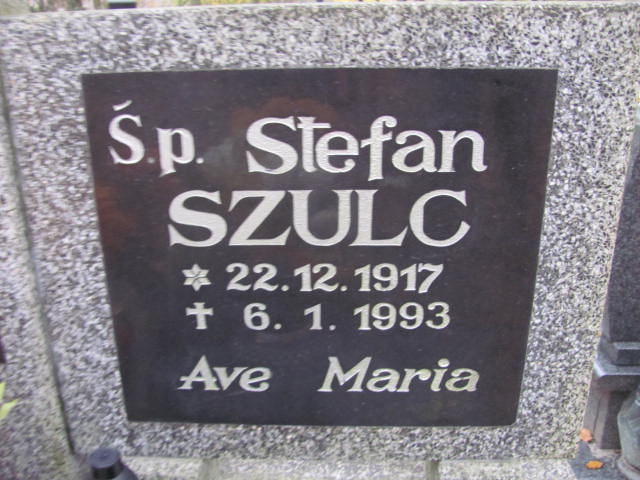 Ś.p. Stefan
SZULC
* 22.12.1917
✝ 6. 1. 1993
Ave Maria